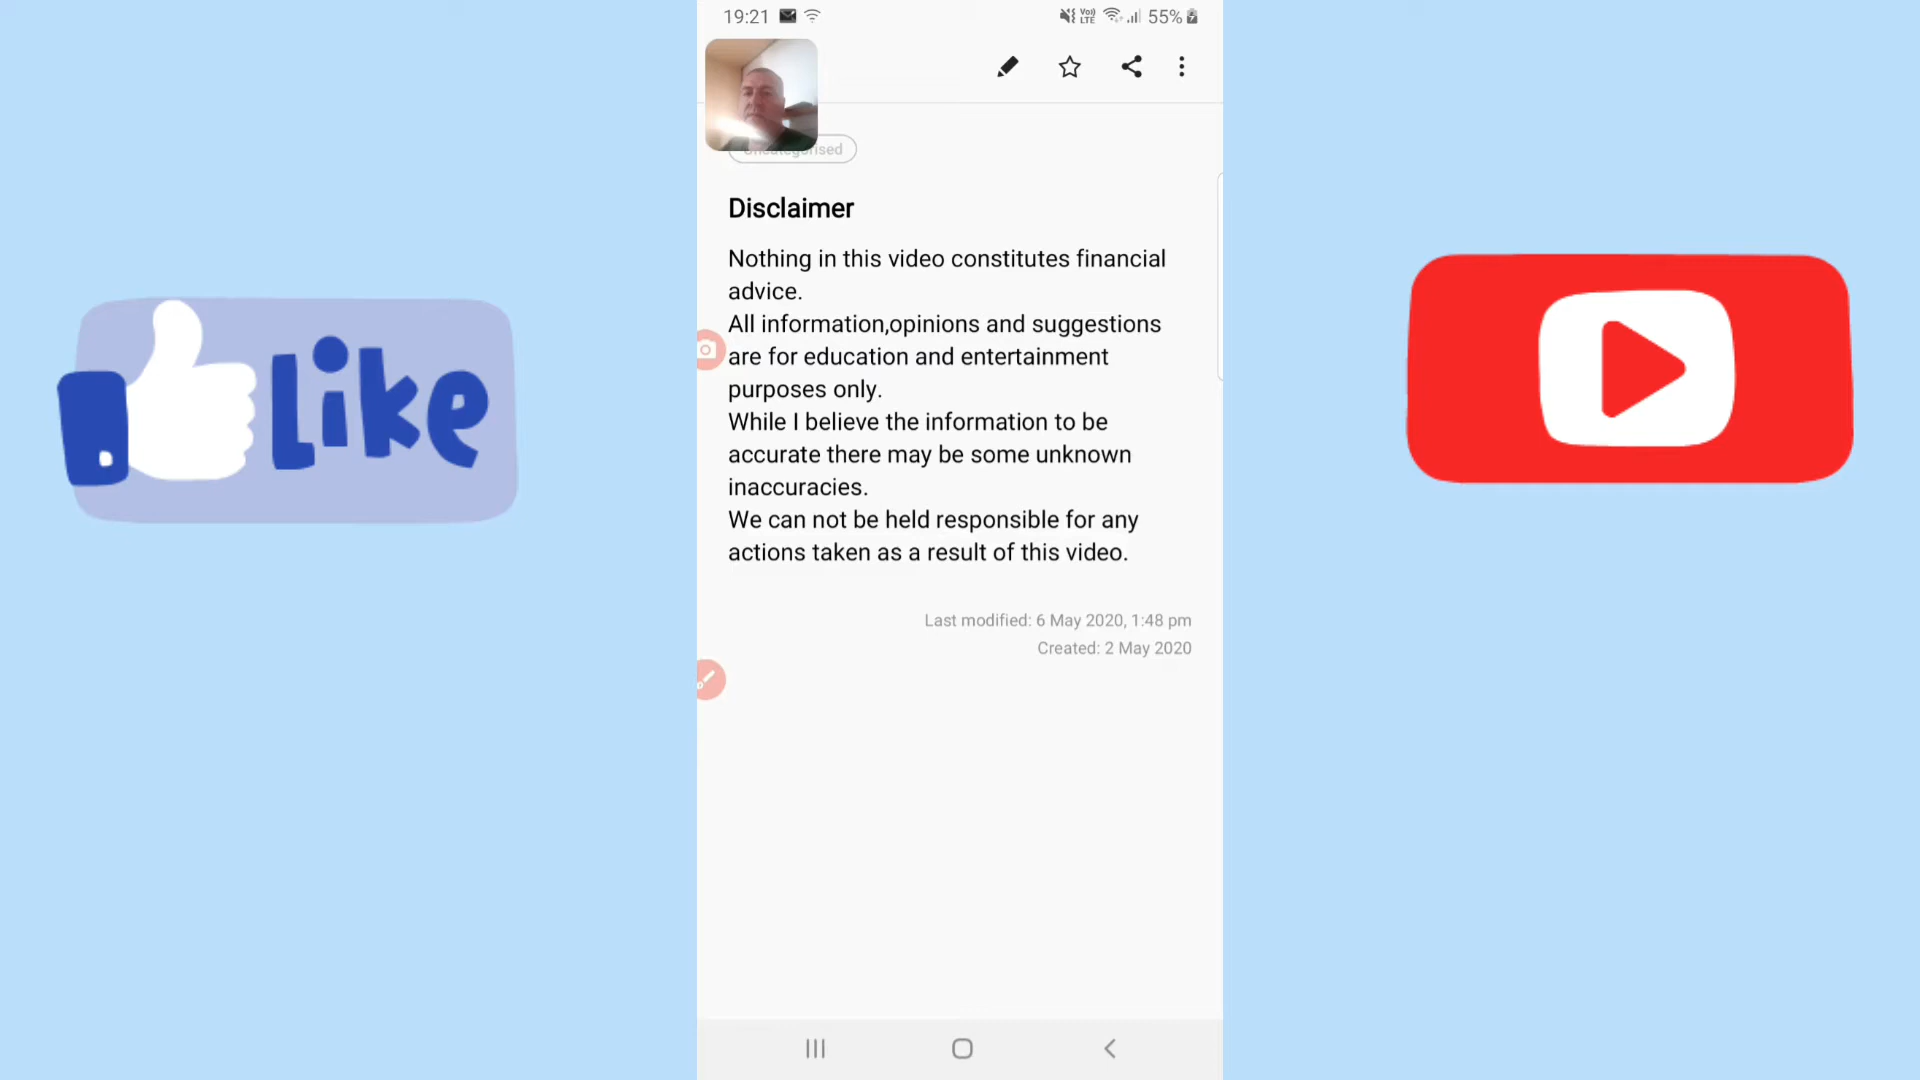 19:21
Vo)) LTE
55%
Uncategorised
Disclaimer
Nothing in this video constitutes financial
advice.
All information,opinions and suggestions
are for education and entertainment
purposes only.
While I believe the information to be
accurate there may be some unknown
inaccuracies.
We can not be held responsible for any
actions taken as a result of this video.
Last modified: 6 May 2020, 1:48 pm
Created: 2 May 2020
Like